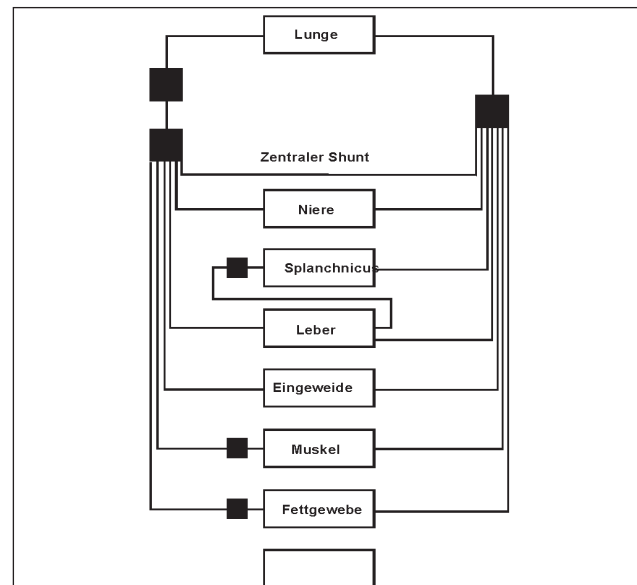 Lunge
Zentraler Shunt
Niere
Splanchnicus
Leber
Eingeweide
Muskel
Fettgewebe